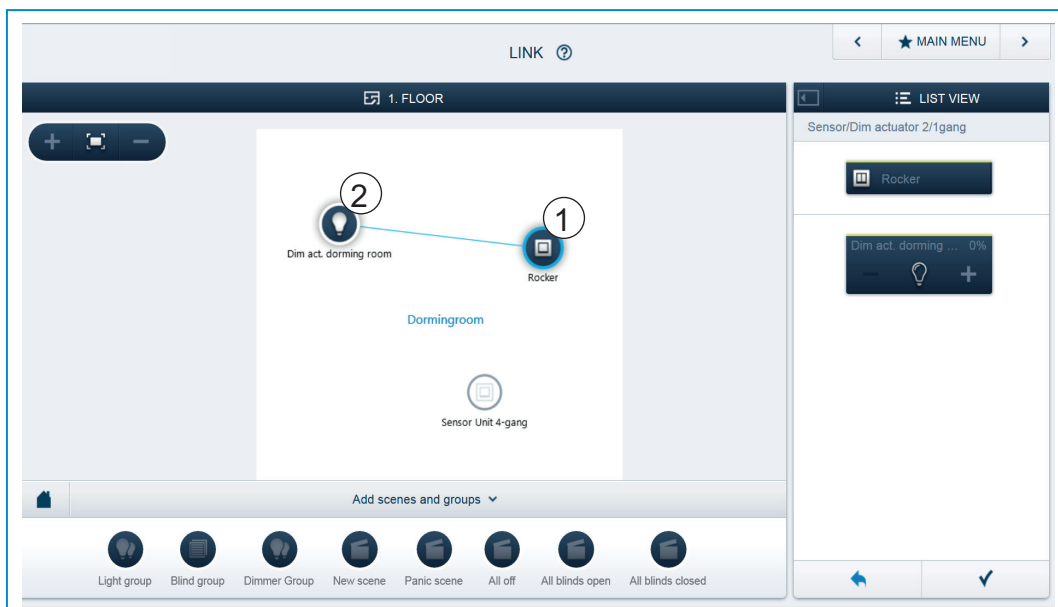 LINK ?
MAIN MENU
1. FLOOR
LIST VIEW
Sensor/Dim actuator 2/1gang
Rocker
Dim act. dorming ... 0%
2
1
Dim act. dorming room
Rocker
Dormingroom
Sensor Unit 4-gang
Add scenes and groups
Light group
Blind group
Dimmer Group
New scene
Panic scene
All off
All blinds open
All blinds closed